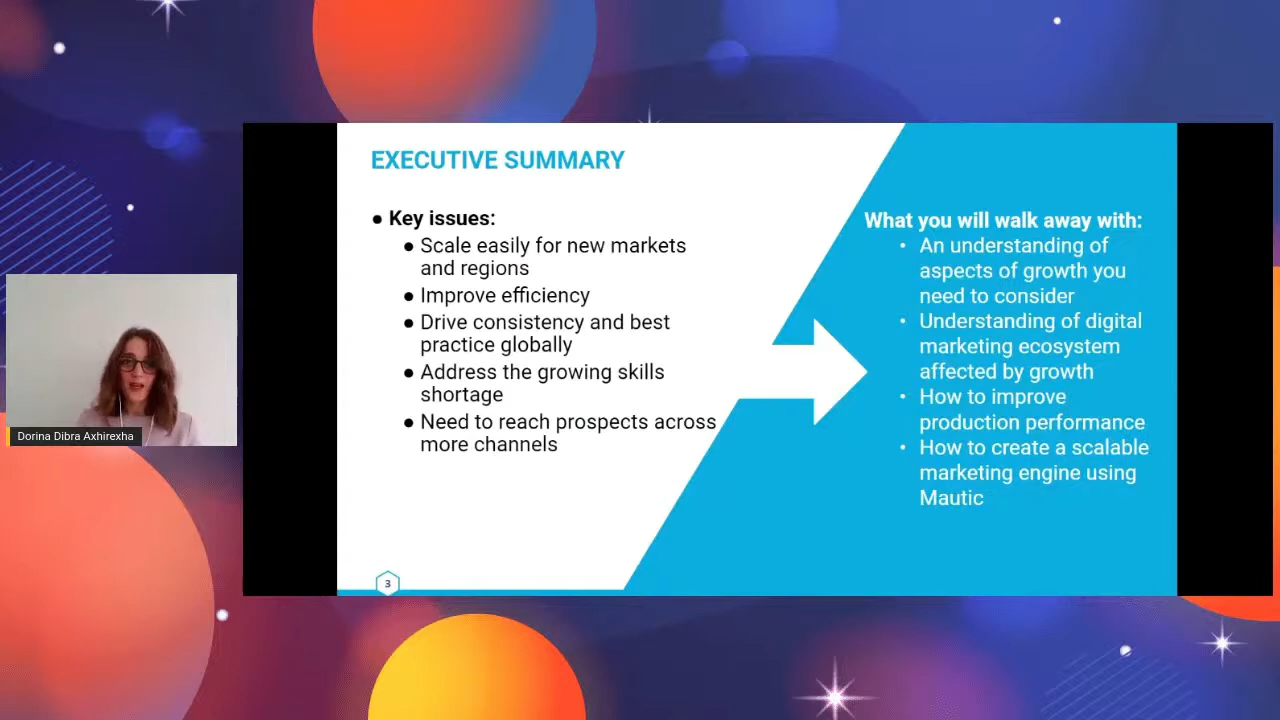 EXECUTIVE SUMMARY
● Key issues:
● Scale easily for new markets
and regions
● Improve efficiency
● Drive consistency and best
practice globally
● Address the growing skills
shortage
● Need to reach prospects across
more channels
What you will walk away with:
• An understanding of
aspects of growth you
need to consider
• Understanding of digital
marketing ecosystem
affected by growth
• How to improve
production performance
• How to create a scalable
marketing engine using
Mautic
3
Dorina Dibra Axhirexha